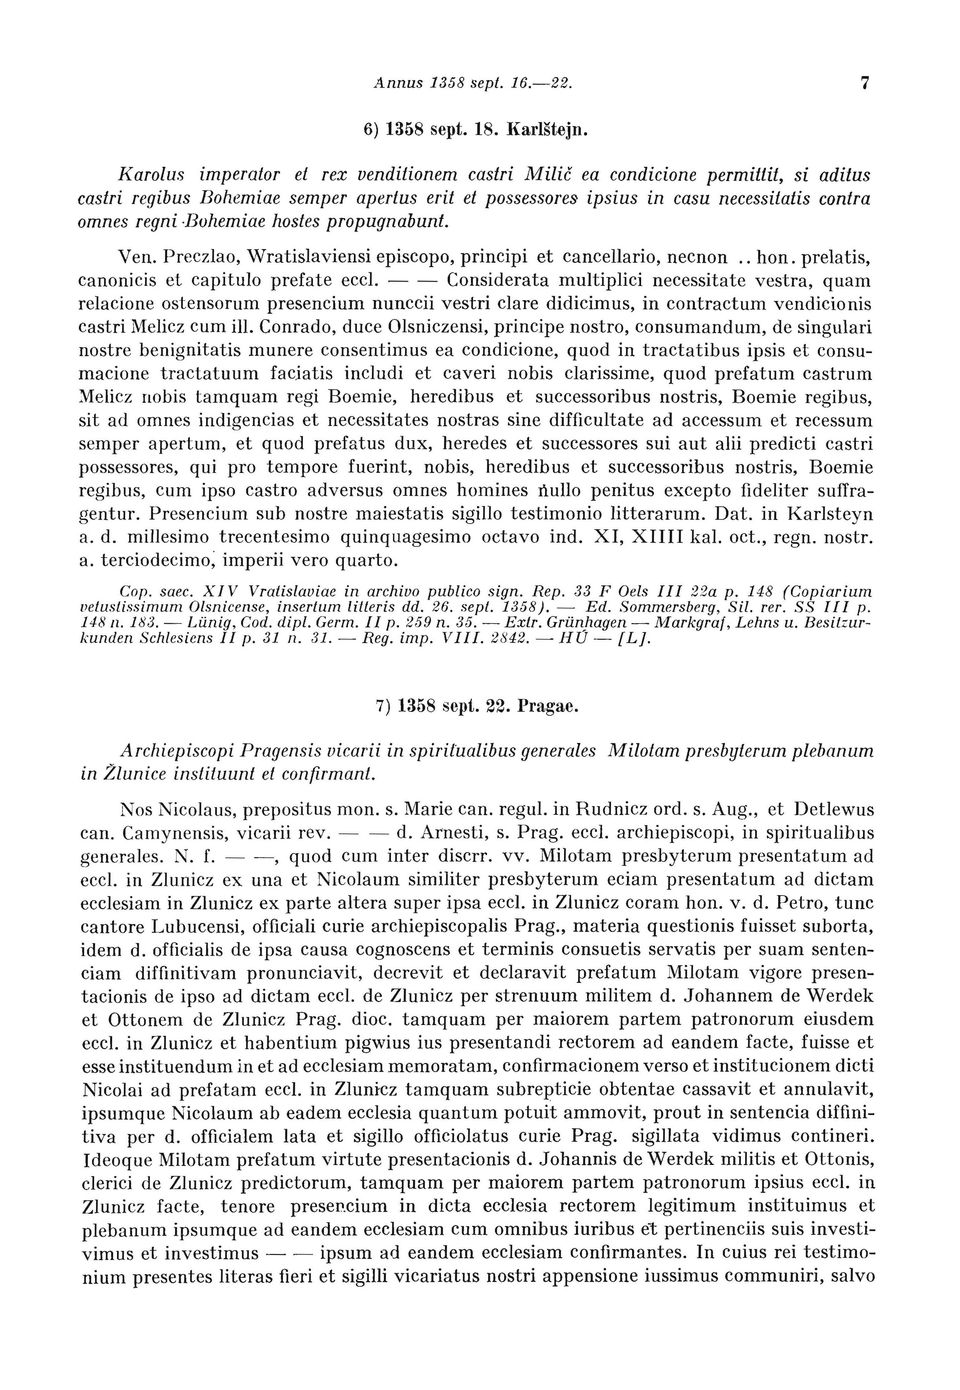 Annus 1358 sept. 16.—22. 7
6) 1358 sept. 18. Karlštejn.
Karolus imperator et rex venditionem castri Milič ea condicione permittit, si aditus
castri regibus Bohemiae semper apertus erit et possessores ipsius in casu necessitatis contra
omnes regni Bohemiae hostes propugnabunt.
Ven. Preczlao, Wratislaviensi episcopo, principi et cancellario, necnon .. hon. prelatis,
canonicis et capitulo prefate eccl. — — Considerata multiplici necessitate vestra, quam
relacione ostensorum presencium nunccii vestri clare didicimus, in contractum vendicionis
castri Melicz cum ill. Conrado, duce Olsniczensi, principe nostro, consumandum, de singulari
nostre benignitatis munere consentimus ea condicione, quod in tractatibus ipsis et consu-
macione tractatuum faciatis includi et caveri nobis clarissime, quod prefatum castrum
Melicz nobis tamquam regi Boemie, heredibus et successoribus nostris, Boemie regibus,
sit ad omnes indigencias et necessitates nostras sine difficultate ad accessum et recessum
semper apertum, et quod prefatus dux, heredes et successores sui aut alii predicti castri
possessores, qui pro tempore fuerint, nobis, heredibus et successoribus nostris, Boemie
regibus, cum ipso castro adversus omnes homines nullo penitus excepto fideliter suffra-
gentur. Presencium sub nostre maiestatis sigillo testimonio litterarum. Dat. in Karlsteyn
a. d. millesimo trecentesimo quinquagesimo octavo ind. XI, XIIII kal. oct., regn. nostr.
a. terciodecimo, imperii vero quarto.
Cop. saec. XIV Vratislaviae in archivo publico sign. Rep. 33 F Oels III 22a p. 148 (Copiarium
vetustissimum Olsnicense, insertum litteris dd. 26. sept. 1358). — Ed. Sommersberg, Sil. rer. SS III p.
148 n. 183. — Lünig, Cod. dipl. Germ. II p. 259 n. 35. — Extr. Grünhagen — Markgraf, Lehns u. Besitzur-
kunden Schlesiens II p. 31 n. 31. — Reg. imp. VIII. 2842. — HÚ — [L].
7) 1358 sept. 22. Pragae.
Archiepiscopi Pragensis vicarii in spiritualibus generales Milotam presbyterum plebanum
in Žlunice instituunt et confirmant.
Nos Nicolaus, prepositus mon. s. Marie can. regul. in Rudnicz ord. s. Aug., et Detlewus
can. Camynensis, vicarii rev. — — d. Arnesti, s. Prag. eccl. archiepiscopi, in spiritualibus
generales. N. f. — —, quod cum inter discrr. vv. Milotam presbyterum presentatum ad
eccl. in Zlunicz ex una et Nicolaum similiter presbyterum eciam presentatum ad dictam
ecclesiam in Zlunicz ex parte altera super ipsa eccl. in Zlunicz coram hon. v. d. Petro, tunc
cantore Lubucensi, officiali curie archiepiscopalis Prag., materia questionis fuisset suborta,
idem d. officialis de ipsa causa cognoscens et terminis consuetis servatis per suam senten-
ciam diffinitivam pronunciavit, decrevit et declaravit prefatum Milotam vigore presen-
tacionis de ipso ad dictam eccl. de Zlunicz per strenuum militem d. Johannem de Werdek
et Ottonem de Zlunicz Prag. dioc. tamquam per maiorem partem patronorum eiusdem
eccl. in Zlunicz et habentium pigwius ius presentandi rectorem ad eandem facte, fuisse et
esse instituendum in et ad ecclesiam memoratam, confirmacionem verso et institucionem dicti
Nicolai ad prefatam eccl. in Zlunicz tamquam subrepticie obtentae cassavit et annulavit,
ipsumque Nicolaum ab eadem ecclesia quantum potuit ammovit, prout in sentencia diffini-
tiva per d. officialem lata et sigillo officiolatus curie Prag. sigillata vidimus contineri.
Ideoque Milotam prefatum virtute presentacionis d. Johannis de Werdek militis et Ottonis,
clerici de Zlunicz predictorum, tamquam per maiorem partem patronorum ipsius eccl. in
Zlunicz facte, tenore presencium in dicta ecclesia rectorem legitimum instituimus et
plebanum ipsumque ad eandem ecclesiam cum omnibus iuribus et pertinenciis suis investi-
vimus et investimus — — ipsum ad eandem ecclesiam confirmantes. In cuius rei testimo-
nium presentes literas fieri et sigilli vicariatus nostri appensione iussimus communiri, salvo